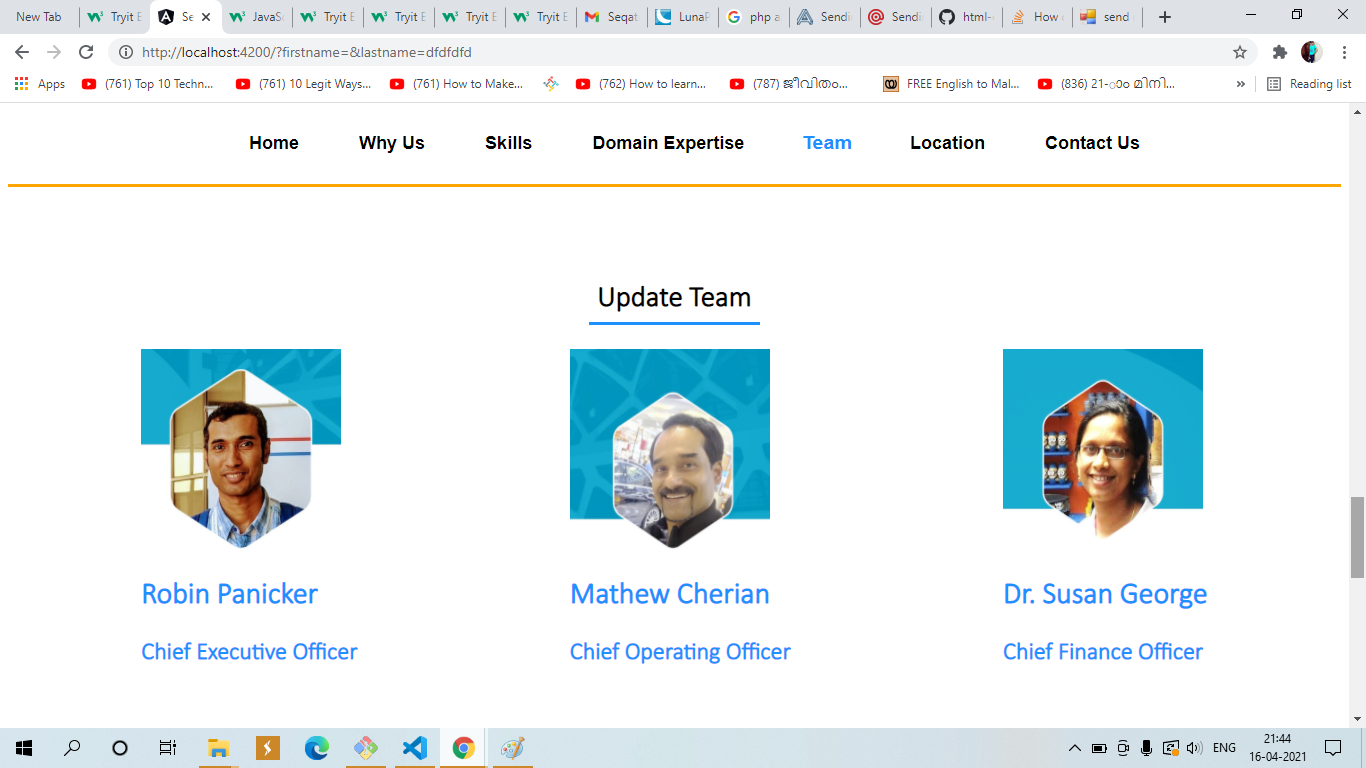 New Tab Tryit E Se JavaSc Tryit E Tryit E Tryit E Tryit E Seqat LunaP php a Sendi Sendi html- How send
http://localhost:4200/?firstname=&lastname=dfdfdfd
Apps (761) Top 10 Techn... (761) 10 Legit Ways... (761) How to Make... (762) How to learn... (787) ജീവിതം... FREE English to Mal... (836) 21-ാം മിനി... » Reading list
Home Why Us Skills Domain Expertise Team Location Contact Us
Update Team
Robin Panicker Mathew Cherian Dr. Susan George
Chief Executive Officer Chief Operating Officer Chief Finance Officer
ENG 21:44
16-04-2021